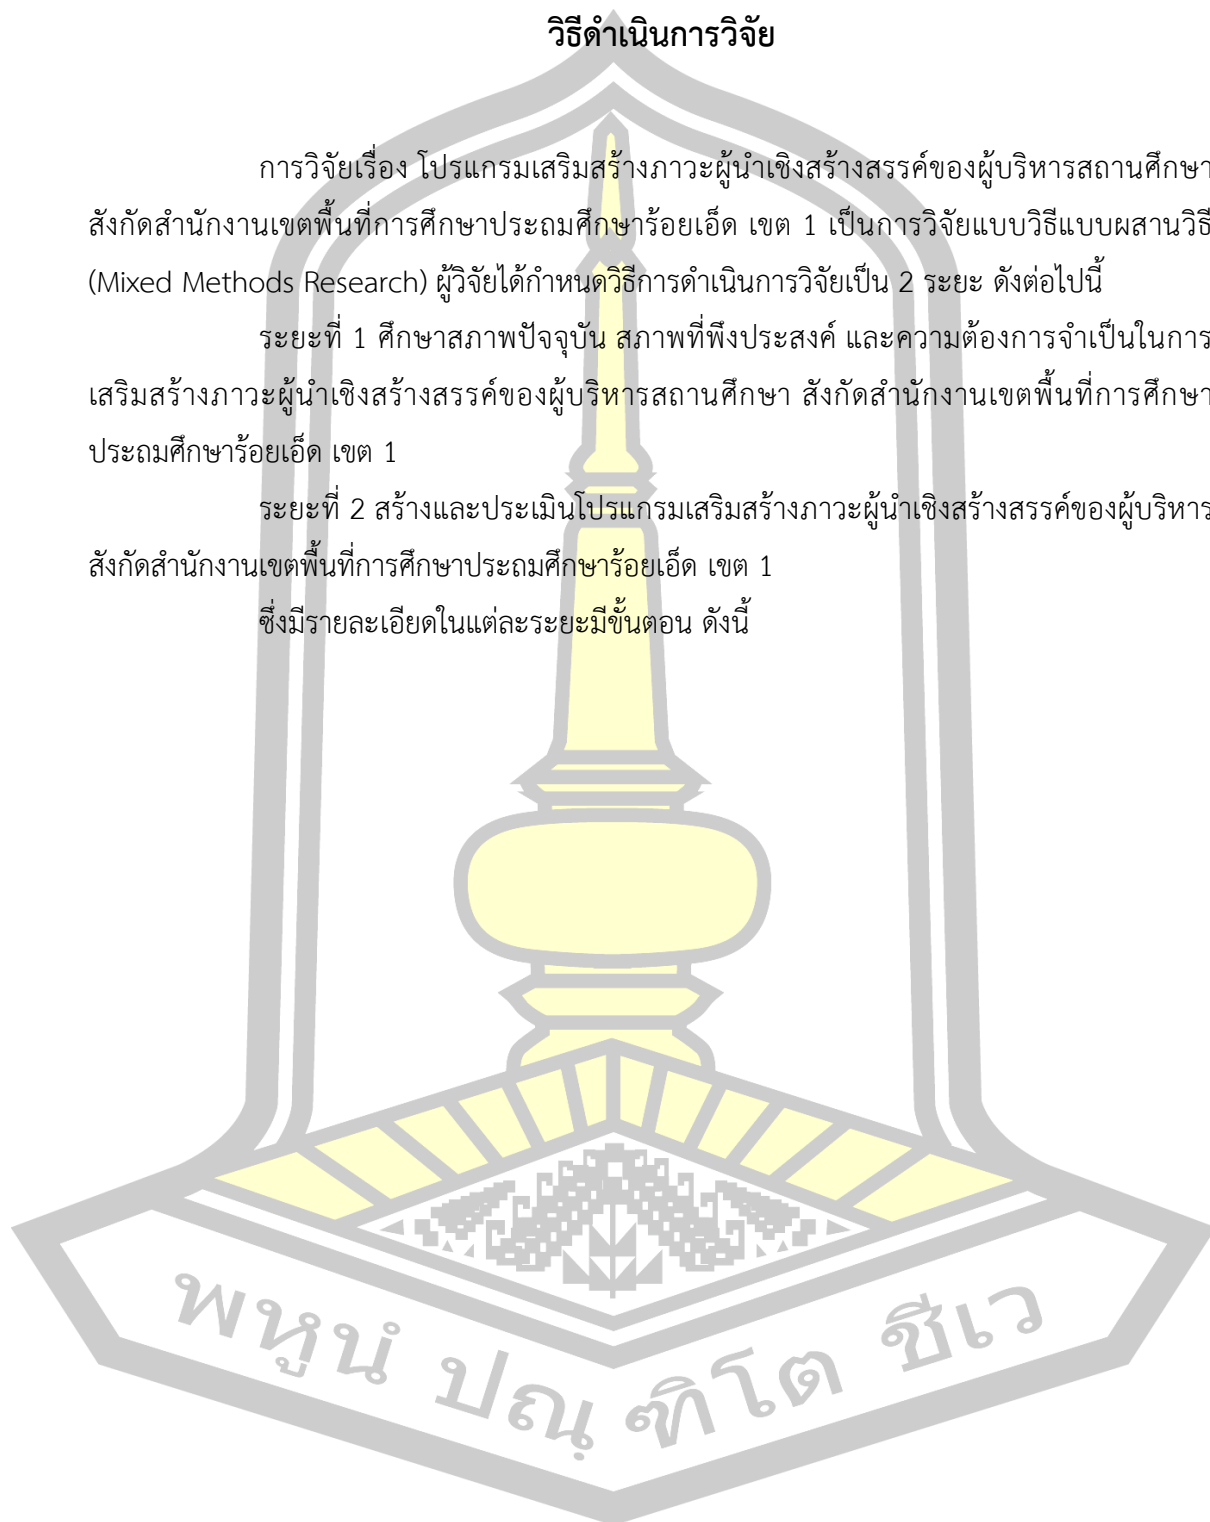 วิธีดำเนินการวิจัย
การวิจัยเรื่อง โปรแกรมเสริมสร้างภาวะผู้นำเชิงสร้างสรรค์ของผู้บริหารสถานศึกษา
สังกัดสำนักงานเขตพื้นที่การศึกษาประถมศึกษาร้อยเอ็ด เขต 1 เป็นการวิจัยแบบวิธีแบบผสานวิธี
(Mixed Methods Research) ผู้วิจัยได้กำหนดวิธีการดำเนินการวิจัยเป็น 2 ระยะ ดังต่อไปนี้
ระยะที่ 1 ศึกษาสภาพปัจจุบัน สภาพที่พึงประสงค์ และความต้องการจำเป็นในการ
เสริมสร้างภาวะผู้นำเชิงสร้างสรรค์ของผู้บริหารสถานศึกษา สังกัดสำนักงานเขตพื้นที่การศึกษา
ประถมศึกษาร้อยเอ็ด เขต 1
ระยะที่ 2 สร้างและประเมินโปรแกรมเสริมสร้างภาวะผู้นำเชิงสร้างสรรค์ของผู้บริหาร
สังกัดสำนักงานเขตพื้นที่การศึกษาประถมศึกษาร้อยเอ็ด เขต 1
ซึ่งมีรายละเอียดในแต่ละระยะมีขั้นตอน ดังนี้
พหูนํ ปณฺ ฑิโต ชีเว